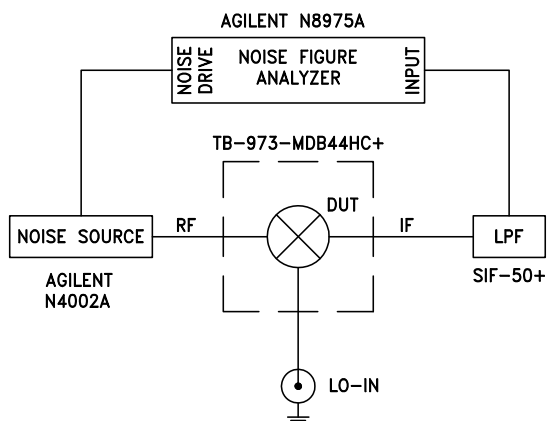 AGILENT N8975A
NOISE DRIVE
NOISE FIGURE
ANALYZER
INPUT
TB-973-MDB44HC+
DUT
NOISE SOURCE
RF
IF
LPF
AGILENT
N4002A
SIF-50+
LO-IN